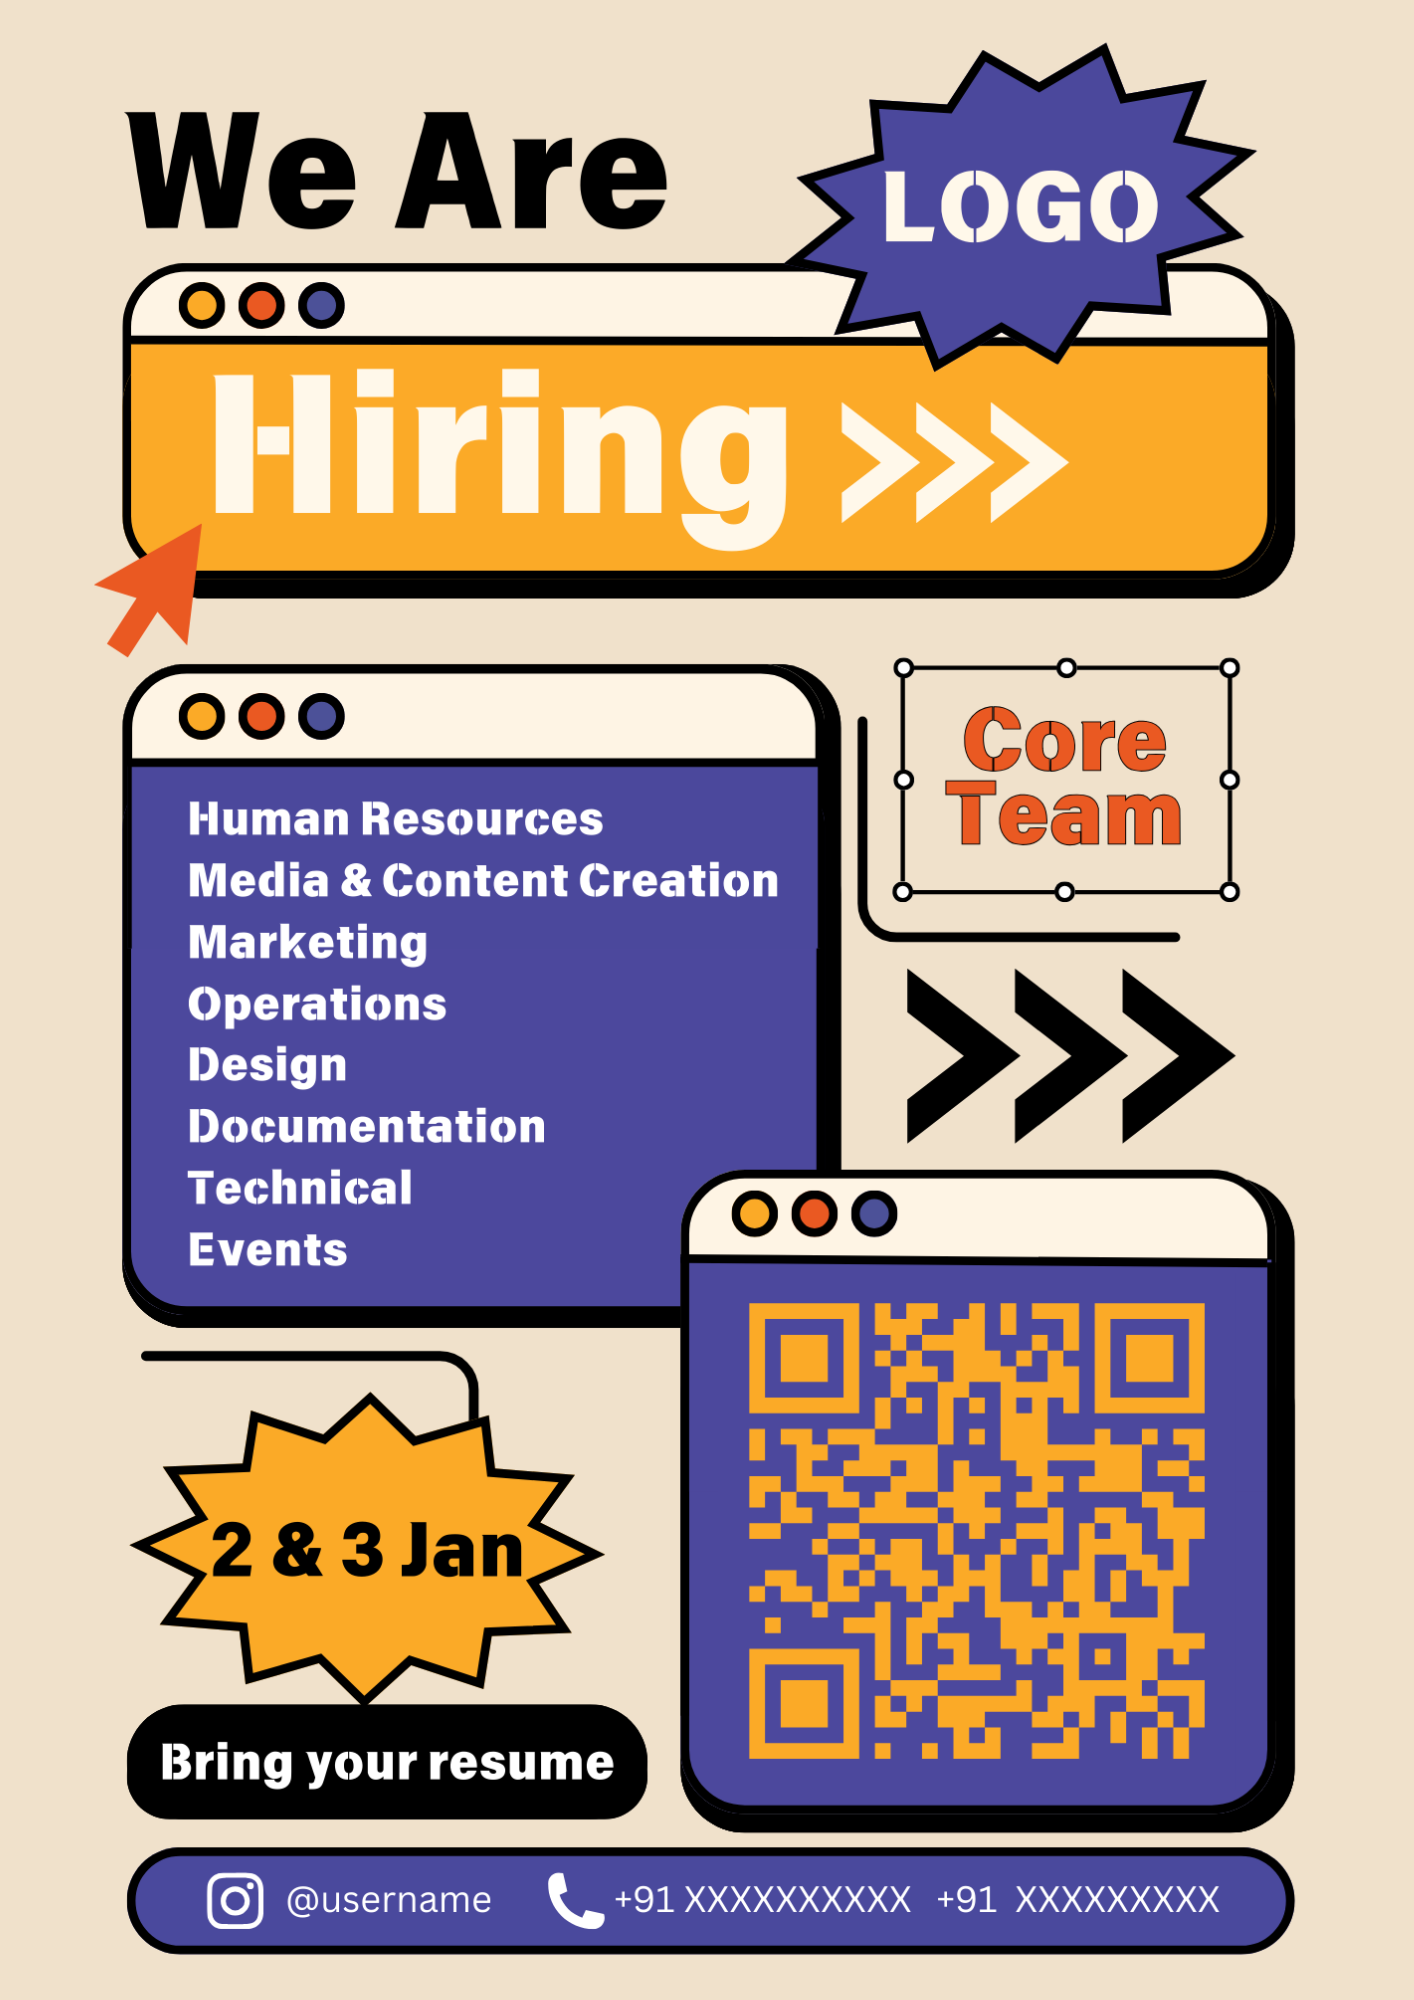 We Are
LOGO
Hiring
Core
Team
Human Resources
Media & Content Creation
Marketing
Operations
Design
Documentation
Technical
Events
2 & 3 Jan
Bring your resume
@username +91 XXXXXXXXXX +91 XXXXXXXXX